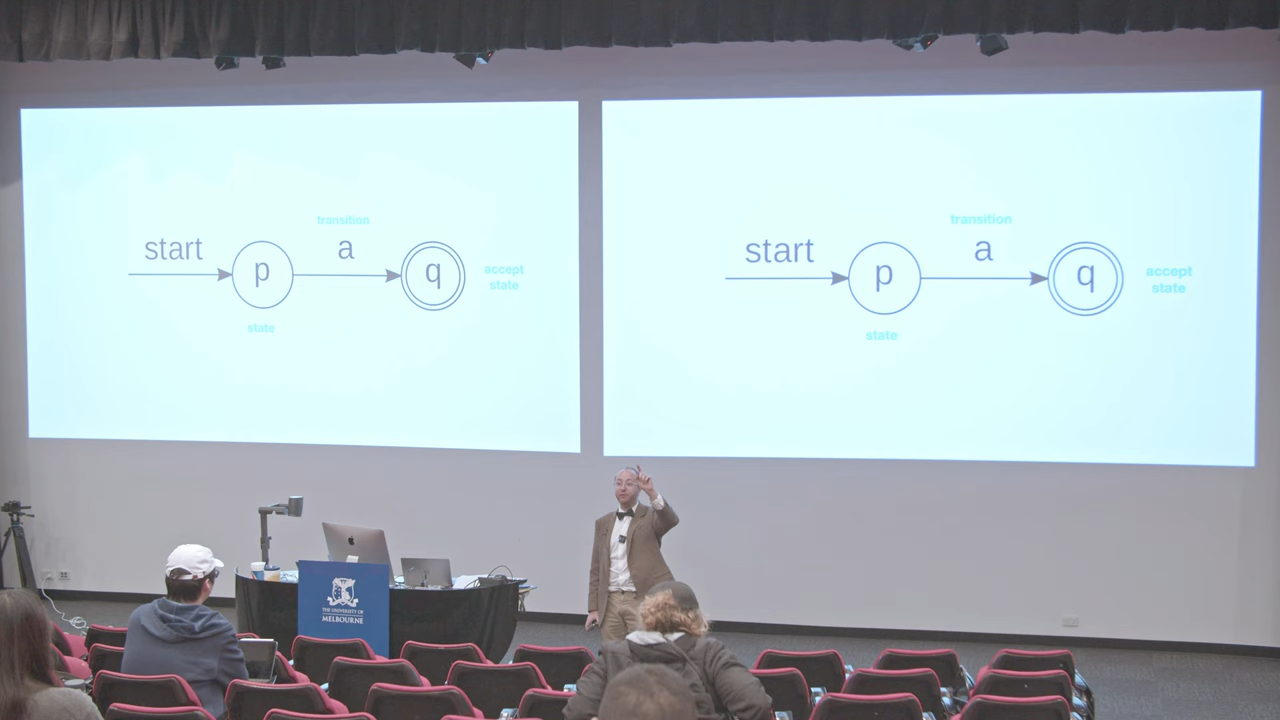 transition
start
a
p
q
accept
state
state
transition
start
a
p
q
accept
state
state
THE UNIVERSITY OF
MELBOURNE